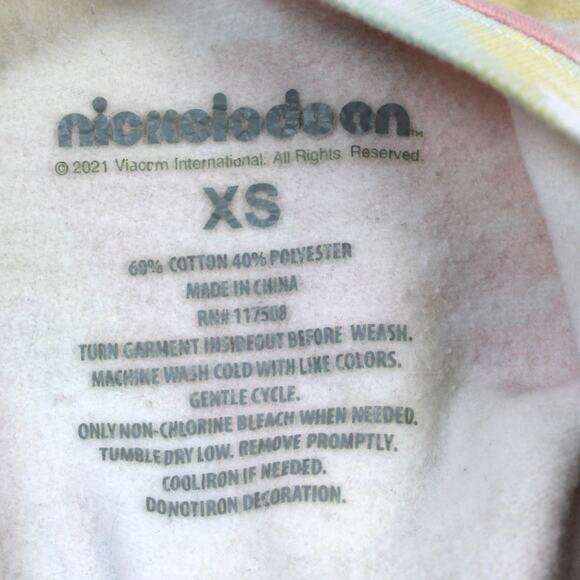 nickelodeon™
© 2021 Viacom International. All Rights Reserved.
XS
60% COTTON 40% POLYESTER
MADE IN CHINA
RN# 117508
TURN GARMENT INSIDEOUT BEFORE WEASH.
MACHINE WASH COLD WITH LIKE COLORS.
GENTLE CYCLE.
ONLY NON-CHLORINE BLEACH WHEN NEEDED.
TUMBLE DRY LOW. REMOVE PROMPTLY.
COOLIRON IF NEEDED.
DONOTIRON DECORATION.